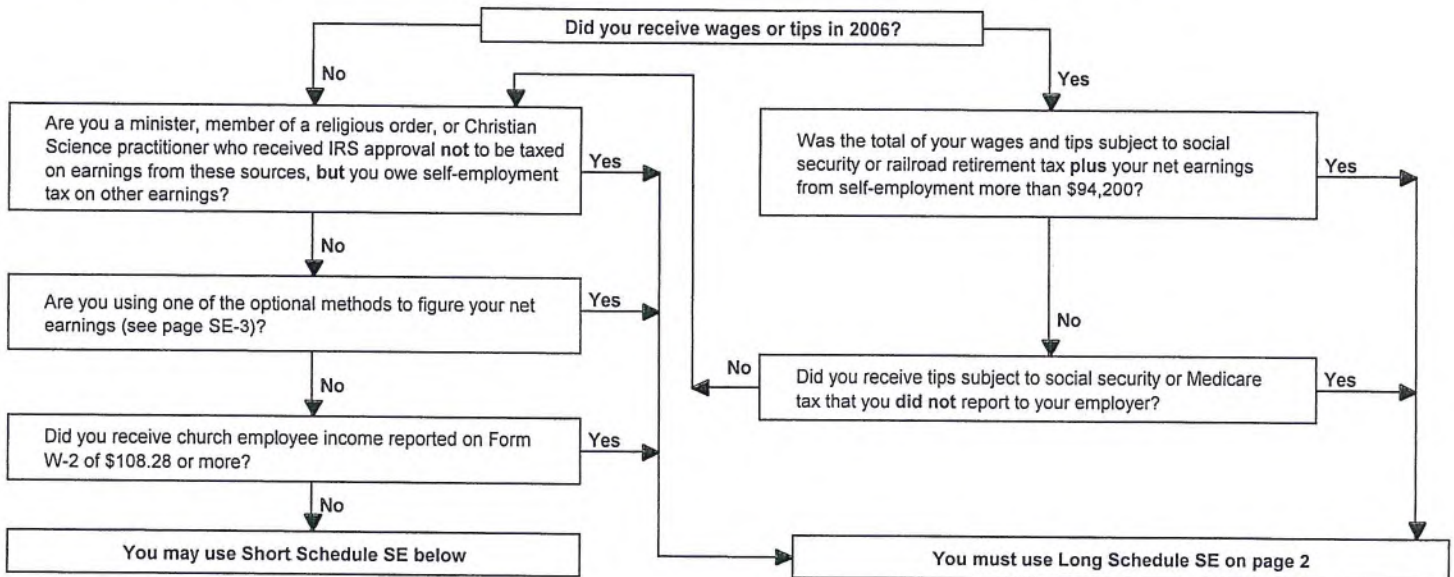 Did you receive wages or tips in 2006?
No
Yes
Are you a minister, member of a religious order, or Christian
Science practitioner who received IRS approval not to be taxed
on earnings from these sources, but you owe self-employment
tax on other earnings?
Yes
Was the total of your wages and tips subject to social
security or railroad retirement tax plus your net earnings
from self-employment more than $94,200?
Yes
No
Are you using one of the optional methods to figure your net
earnings (see page SE-3)?
Yes
No
No
Did you receive tips subject to social security or Medicare
tax that you did not report to your employer?
Yes
No
Did you receive church employee income reported on Form
W-2 of $108.28 or more?
Yes
No
You may use Short Schedule SE below
You must use Long Schedule SE on page 2